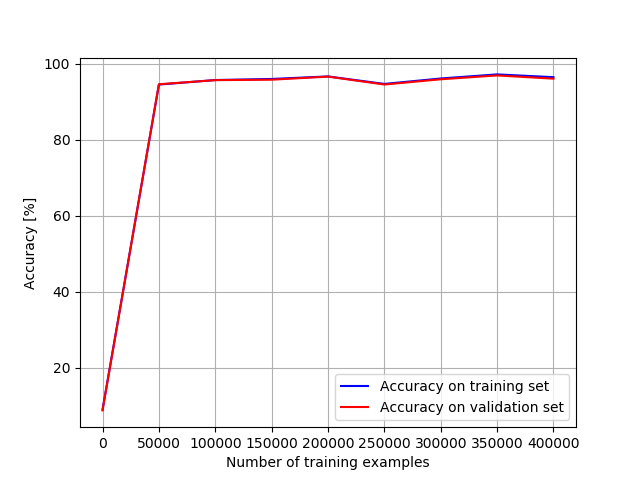 100
80
60
40
20
Accuracy [%]
Accuracy on training set
Accuracy on validation set
0 50000 100000 150000 200000 250000 300000 350000 400000
Number of training examples